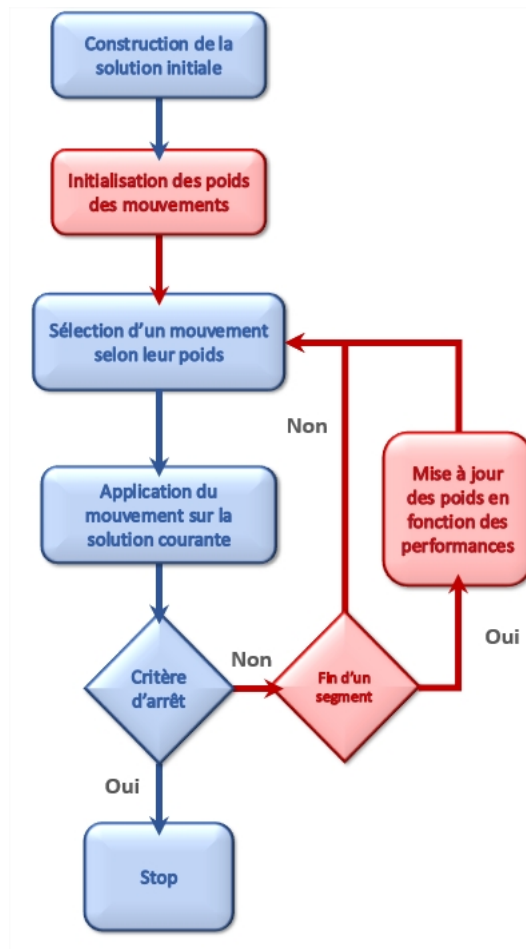 Construction de la
solution initiale
Initialisation des poids
des mouvements
Sélection d'un mouvement
selon leur poids
Non
Mise à jour
des poids en
fonction des
performances
Application du
mouvement sur la
solution courante
Oui
Non
Critère
d'arrêt
Fin d'un
segment
Oui
Stop